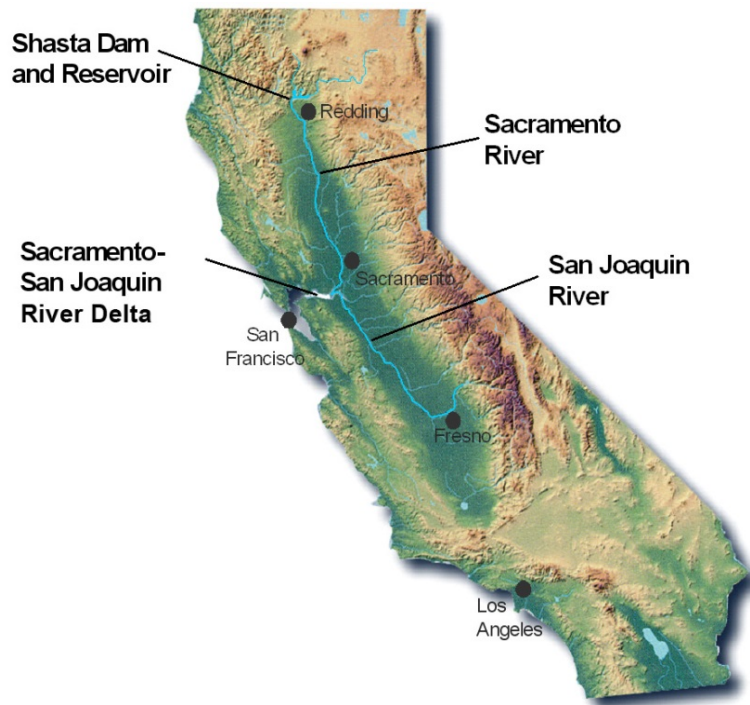 Shasta Dam
and Reservoir
Redding
Sacramento
River
Sacramento-
San Joaquin
River Delta
Sacramento
San Joaquin
River
San
Francisco
Fresno
Los
Angeles